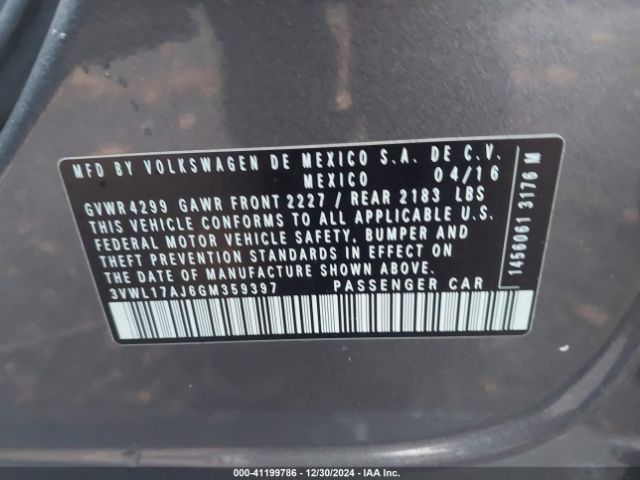 MFD BY VOLKSWAGEN DE MEXICO S.A. DE C.V.
MEXICO 04/16
GVWR 4299 GAWR FRONT 2227 / REAR 2183 LBS
THIS VEHICLE CONFORMS TO ALL APPLICABLE U.S.
FEDERAL MOTOR VEHICLE SAFETY, BUMPER AND
THEFT PREVENTION STANDARDS IN EFFECT ON
THE DATE OF MANUFACTURE SHOWN ABOVE.
3VWL17AJ6GM359397 PASSENGER CAR
1456061 3176 M
000-41199786 - 12/30/2024 - IAA Inc.